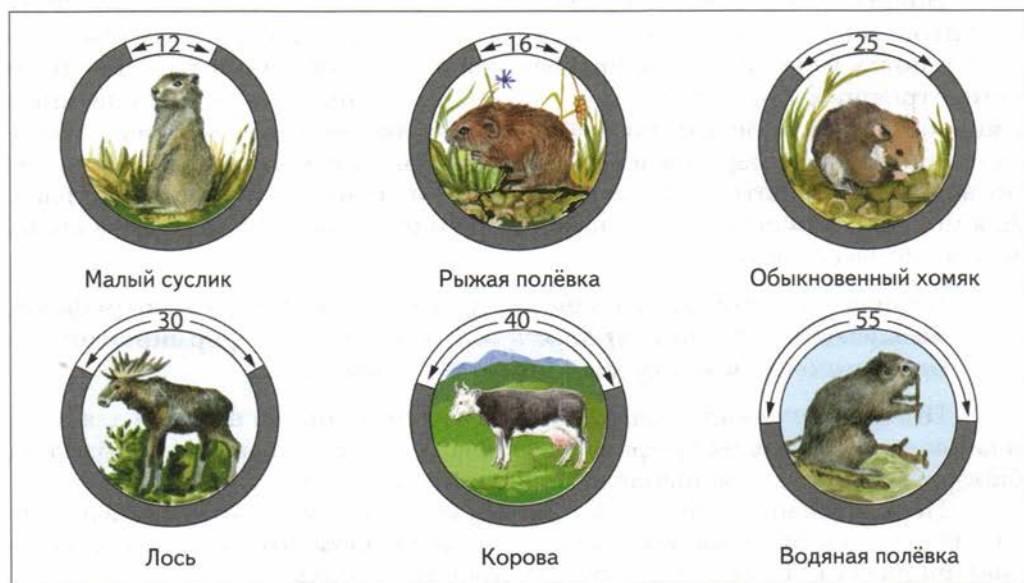 12 16 25
Малый суслик Рыжая полёвка Обыкновенный хомяк
30 40 55
Лось Корова Водяная полёвка